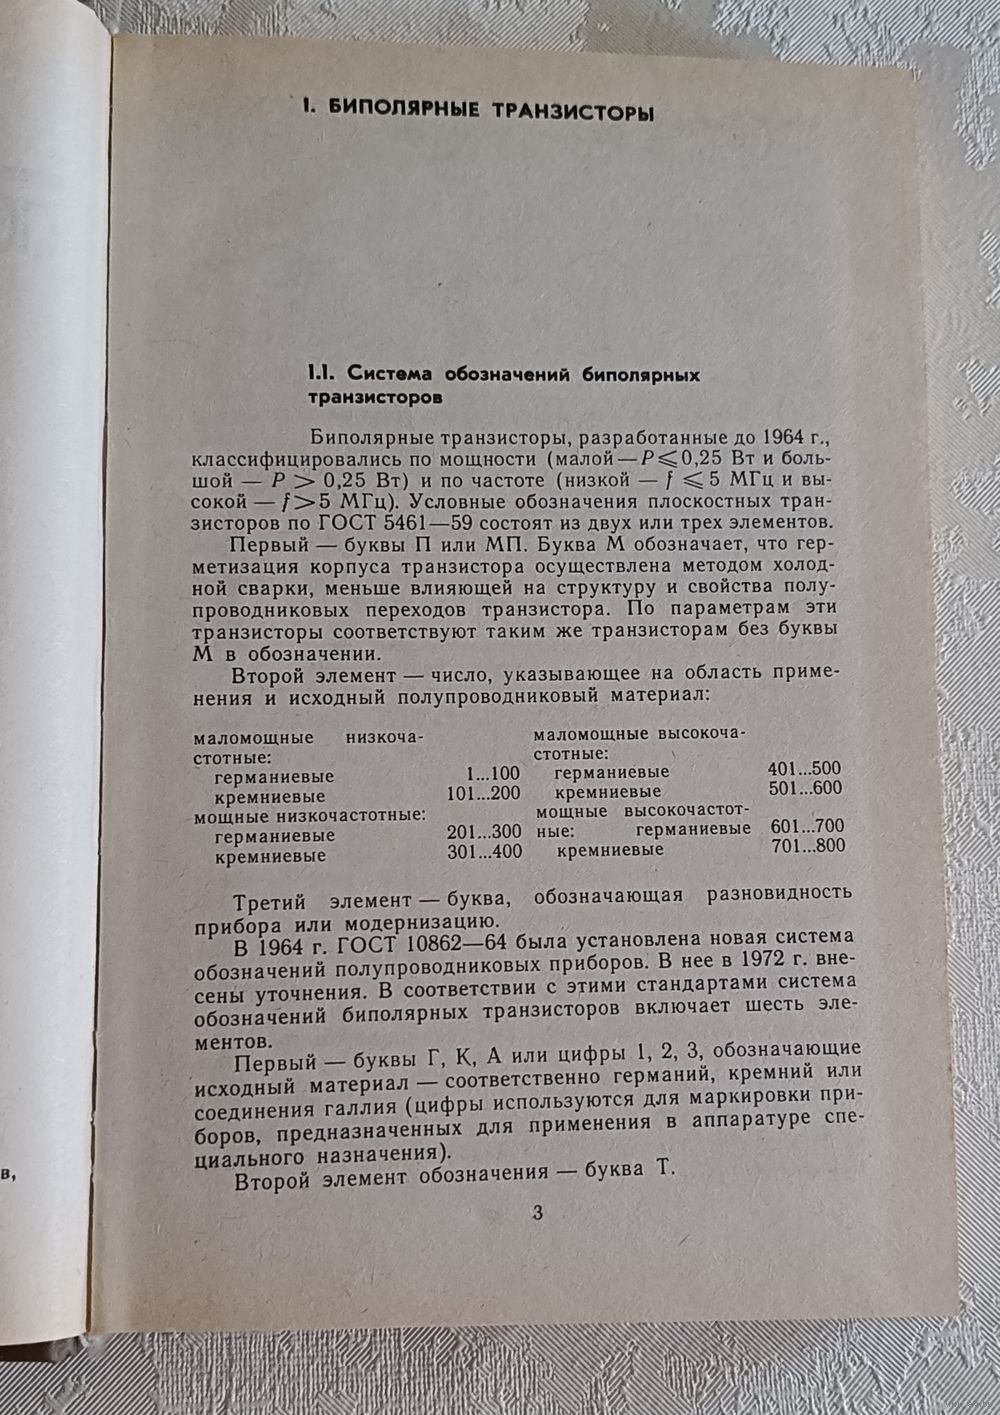 1. БИПОЛЯРНЫЕ ТРАНЗИСТОРЫ
1.1. Система обозначений биполярных
транзисторов
Биполярные транзисторы, разработанные до 1964 г.,
классифицировались по мощности (малой — P ⩽ 0,25 Вт и боль-
шой — P > 0,25 Вт) и по частоте (низкой — f ⩽ 5 МГц и вы-
сокой — f > 5 МГц). Условные обозначения плоскостных тран-
зисторов по ГОСТ 5461—59 состоят из двух или трех элементов.
Первый — буквы П или МП. Буква М обозначает, что гер-
метизация корпуса транзистора осуществлена методом холод-
ной сварки, меньше влияющей на структуру и свойства полу-
проводниковых переходов транзистора. По параметрам эти
транзисторы соответствуют таким же транзисторам без буквы
М в обозначении.
Второй элемент — число, указывающее на область приме-
нения и исходный полупроводниковый материал:
маломощные низкоча-
стотные:
германиевые 1...100
кремниевые 101...200
мощные низкочастотные:
германиевые 201...300
кремниевые 301...400
маломощные высокоча-
стотные:
германиевые 401...500
кремниевые 501...600
мощные высокочастот-
ные: германиевые 601...700
кремниевые 701...800
Третий элемент — буква, обозначающая разновидность
прибора или модернизацию.
В 1964 г. ГОСТ 10862—64 была установлена новая система
обозначений полупроводниковых приборов. В нее в 1972 г. вне-
сены уточнения. В соответствии с этими стандартами система
обозначений биполярных транзисторов включает шесть эле-
ментов.
Первый — буквы Г, К, А или цифры 1, 2, 3, обозначающие
исходный материал — соответственно германий, кремний или
соединения галлия (цифры используются для маркировки при-
боров, предназначенных для применения в аппаратуре спе-
циального назначения).
Второй элемент обозначения — буква Т.
3
в,